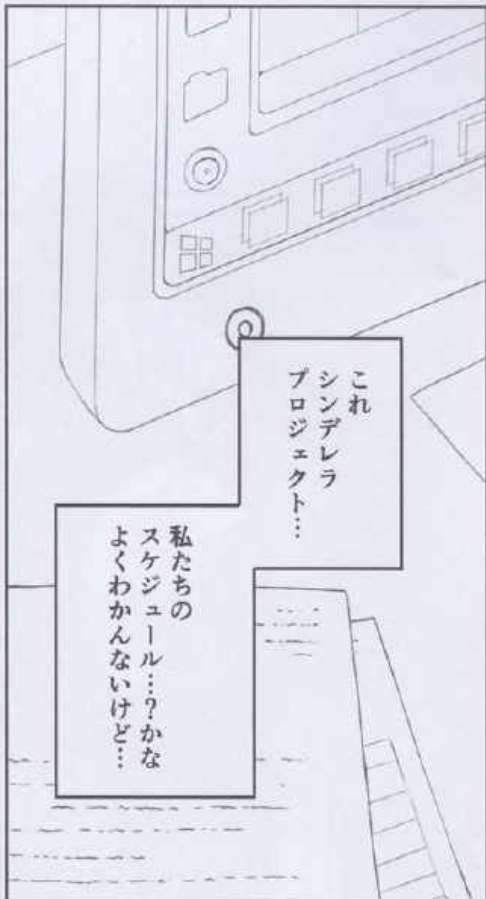 これ
シンデレラ
プロジェクト…
私たちの
スケジュール…?かな
よくわかんないけど…